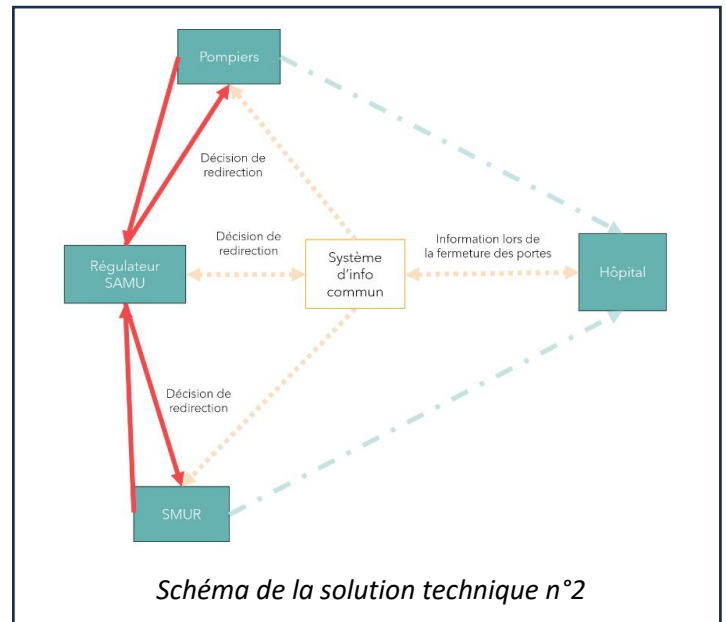 Pompiers
Décision de
redirection
Régulateur
SAMU
Décision de
redirection
Système
d'info
commun
Information lors de
la fermeture des portes
Hôpital
Décision de
redirection
SMUR
Schéma de la solution technique n°2